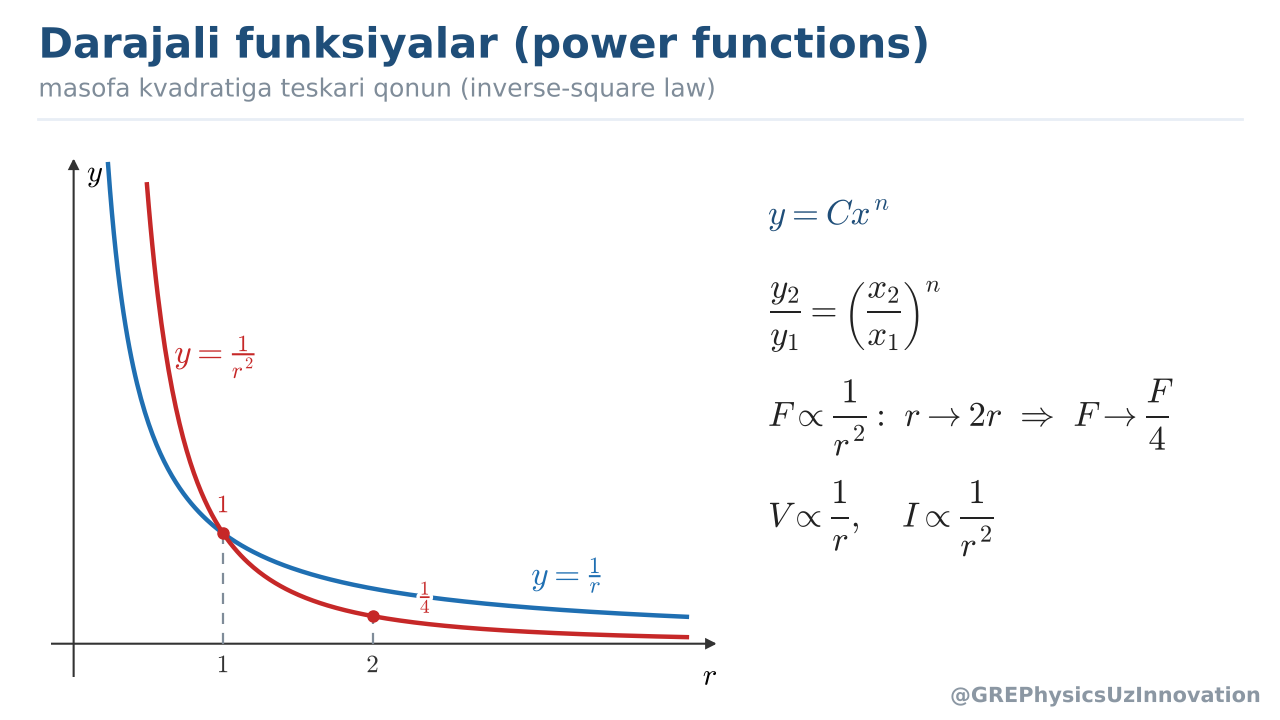 Darajali funksiyalar (power functions)
masofa kvadratiga teskari qonun (inverse-square law)
y
y = 1/r²
1
y = 1/r
1/4
1 2
r
y = Cxⁿ
y₂/y₁ = (x₂/x₁)ⁿ
F ∝ 1/r² : r → 2r ⇒ F → F/4
V ∝ 1/r, I ∝ 1/r²
@GREPhysicsUzInnovation